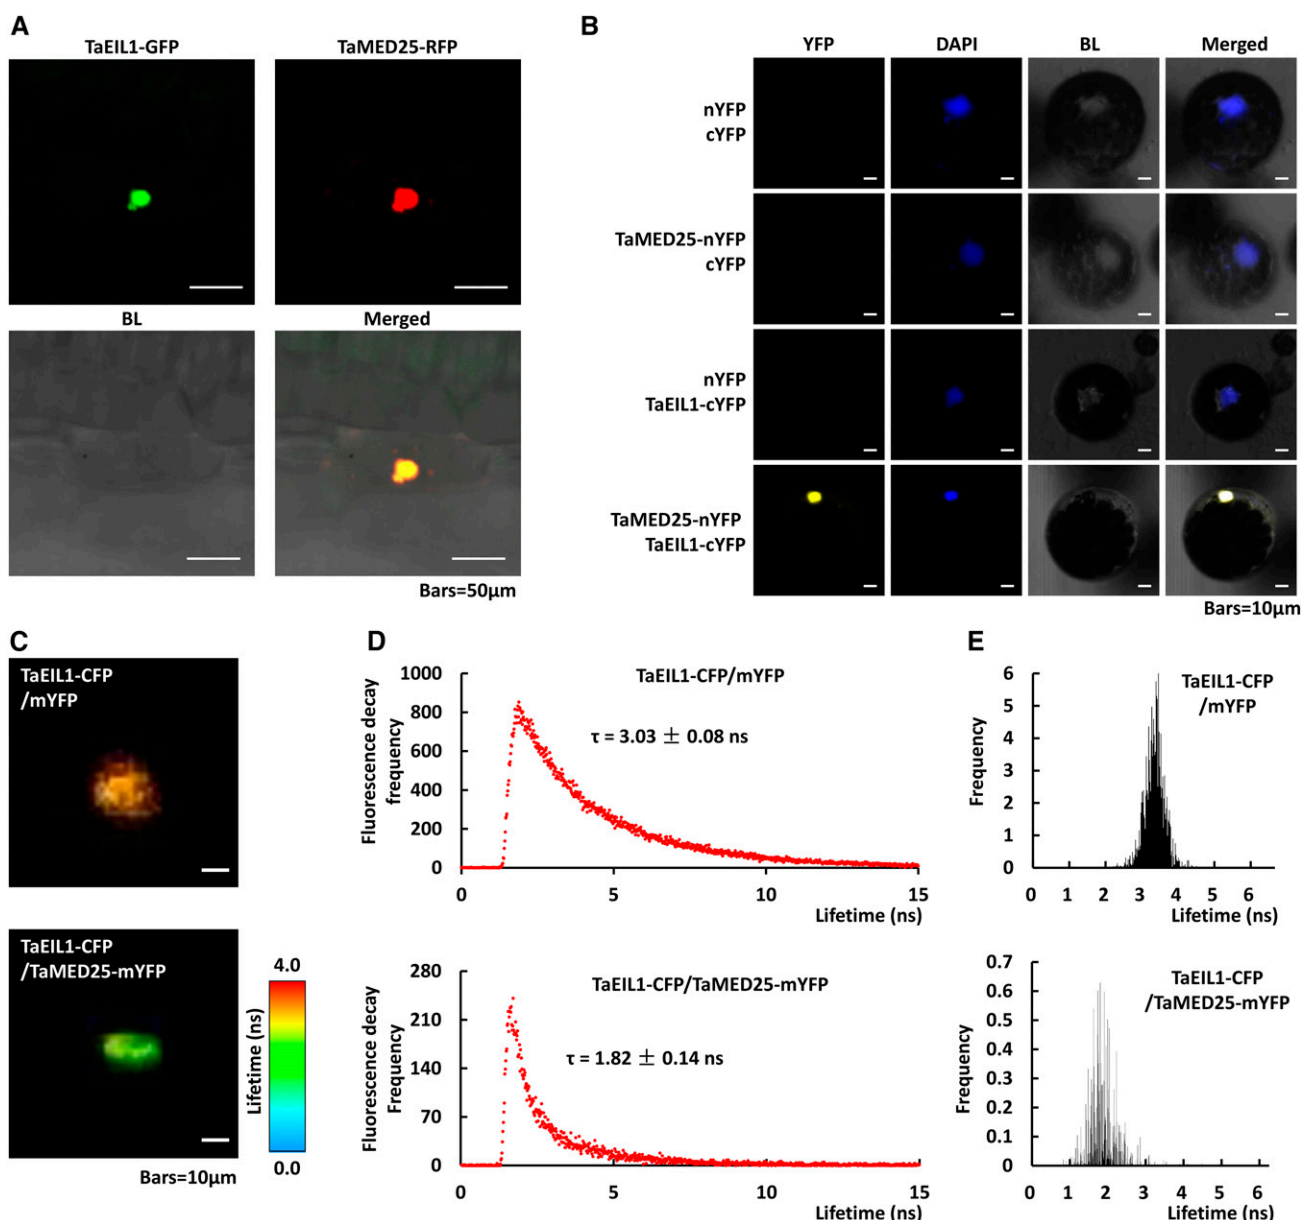 A
TaEIL1-GFP TaMED25-RFP
BL Merged
Bars=50μm
B
YFP DAPI BL Merged
nYFP
cYFP
TaMED25-nYFP
cYFP
nYFP
TaEIL1-cYFP
TaMED25-nYFP
TaEIL1-cYFP
Bars=10μm
C
TaEIL1-CFP
/mYFP
TaEIL1-CFP
/TaMED25-mYFP
4.0
Lifetime (ns)
0.0
Bars=10μm
D
Fluorescence decay
frequency
1000
800
600
400
200
0
TaEIL1-CFP/mYFP
τ = 3.03 ± 0.08 ns
0 5 10 15
Lifetime (ns)
Fluorescence decay
Frequency
280
210
140
70
0
TaEIL1-CFP/TaMED25-mYFP
τ = 1.82 ± 0.14 ns
0 5 10 15
Lifetime (ns)
E
Frequency
6
5
4
3
2
1
0
TaEIL1-CFP
/mYFP
0 1 2 3 4 5 6
Lifetime (ns)
Frequency
0.7
0.6
0.5
0.4
0.3
0.2
0.1
0
TaEIL1-CFP
/TaMED25-mYFP
0 1 2 3 4 5 6
Lifetime (ns)